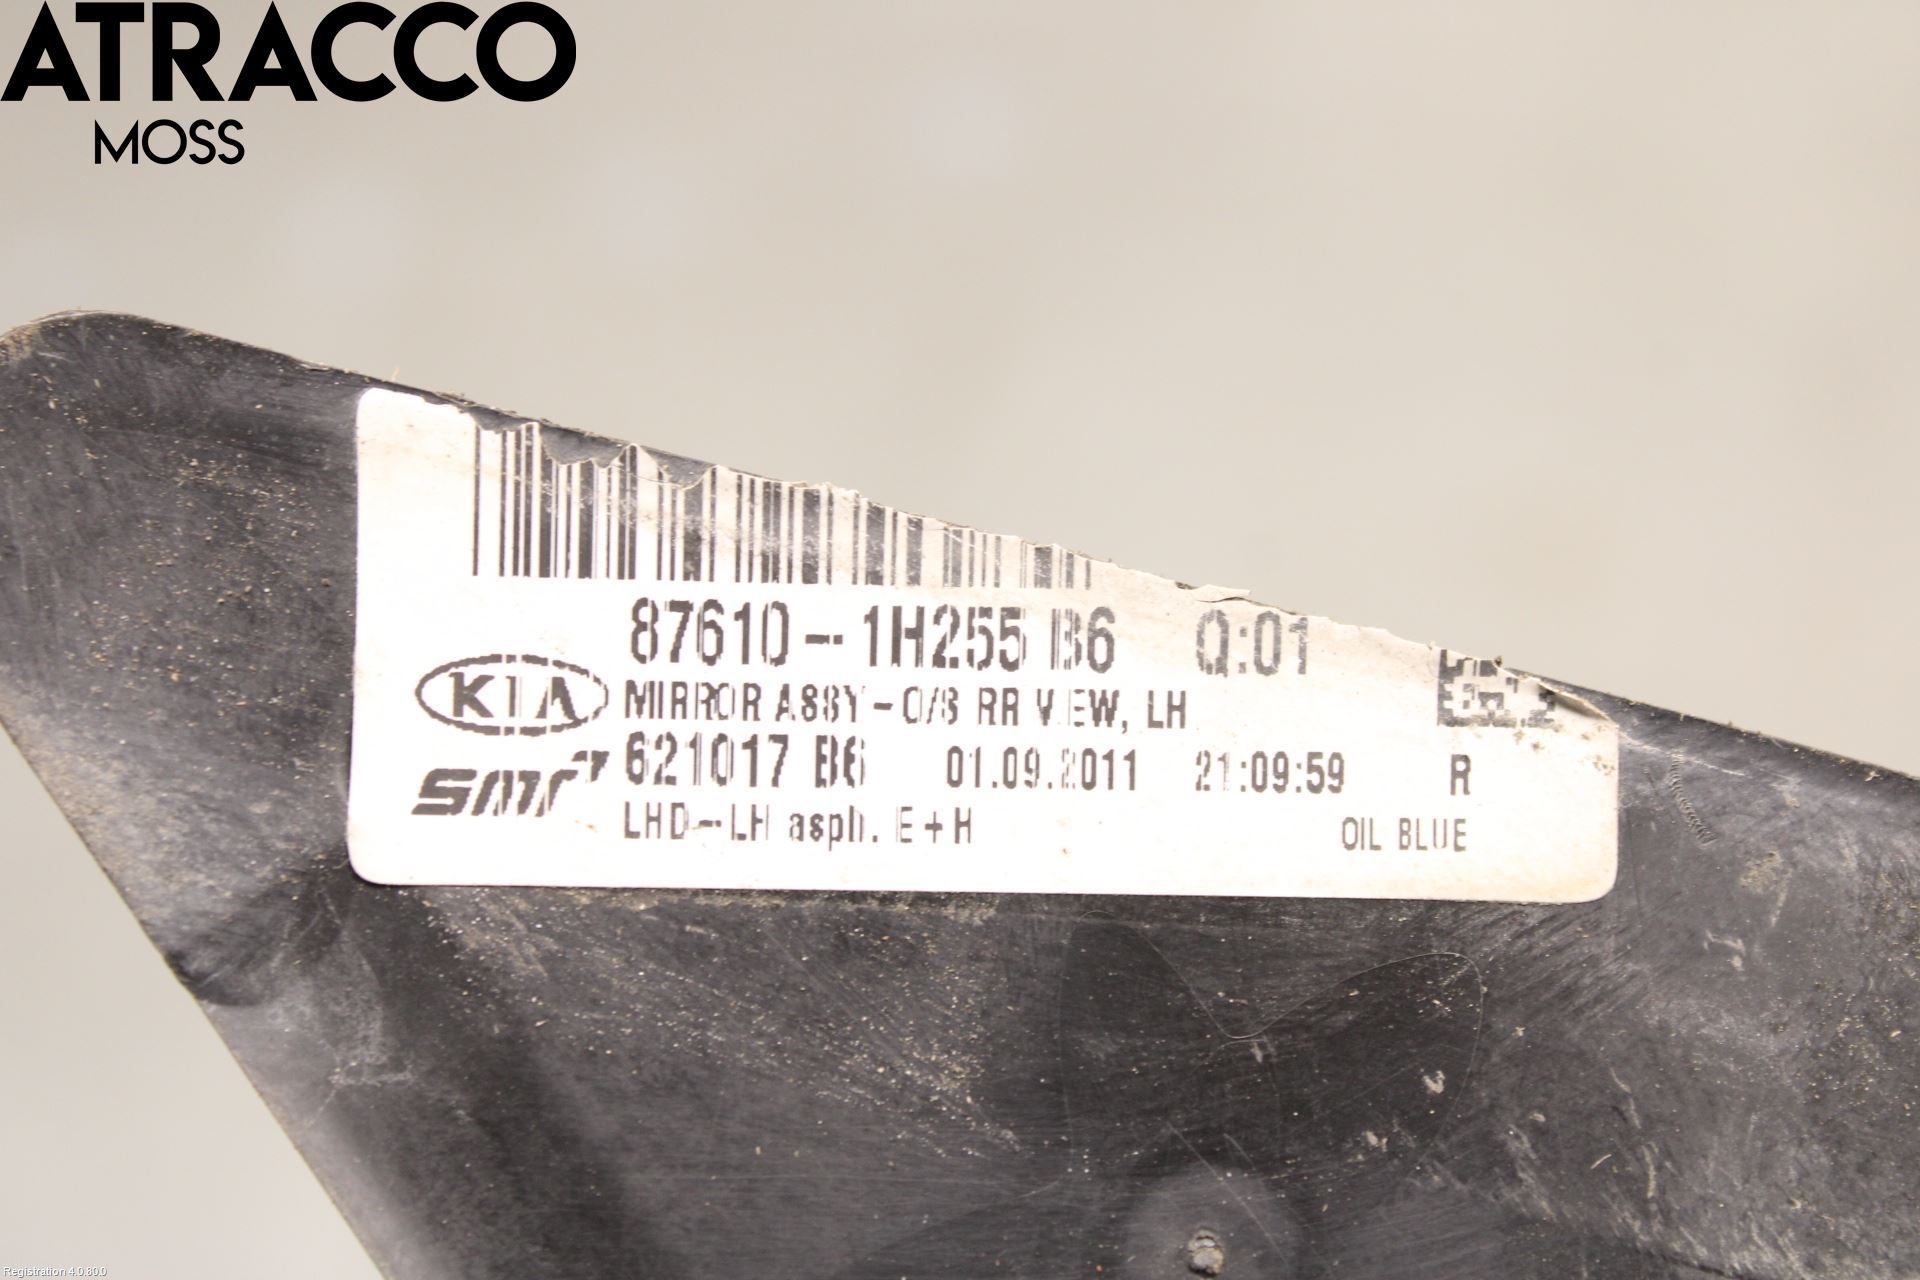 ATRACCO
MOSS
87610-1H255 B6 Q:01
KIA
MIRROR ASSY-O/S RR VIEW, LH
smr
621017 B6 01.09.2011 21:09:59 R
LHD-LH asph. E+H OIL BLUE
Registration 4.0.80.0